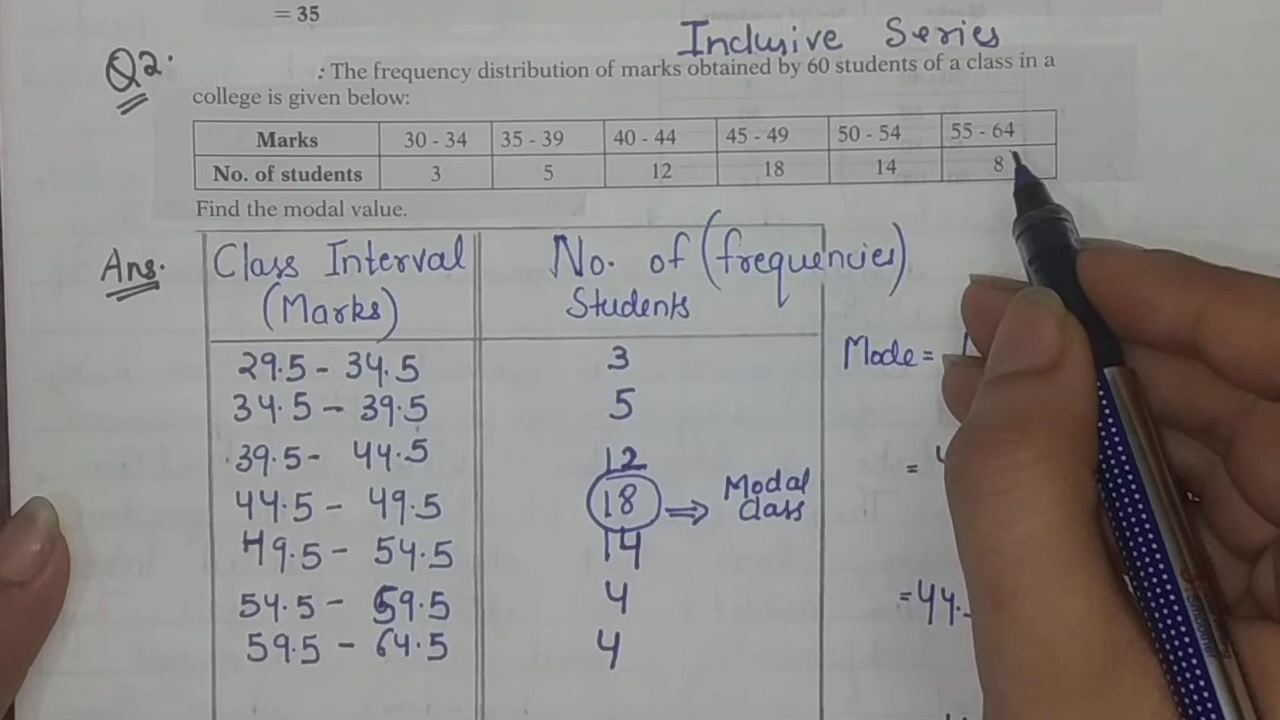 = 35
Inclusive Series
Q2.
: The frequency distribution of marks obtained by 60 students of a class in a
college is given below:
Marks 30 - 34 35 - 39 40 - 44 45 - 49 50 - 54 55 - 64
No. of students 3 5 12 18 14 8
Find the modal value.
Ans. Class Interval No. of (frequencies)
(Marks) Students
29.5 - 34.5 3
34.5 - 39.5 5
Mode =
39.5 - 44.5 12
=
44.5 - 49.5 18 ⇒ Modal class
49.5 - 54.5 14
54.5 - 59.5 4
= 44.
59.5 - 64.5 4